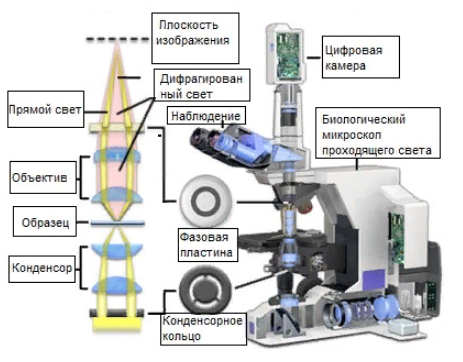 Плоскость
изображения
Дифрагирован
ный свет
Прямой свет
Наблюдение
Цифровая
камера
Биологический
микроскоп
проходящего света
Объектив
Образец
Фазовая
пластина
Конденсор
Конденсорное
кольцо